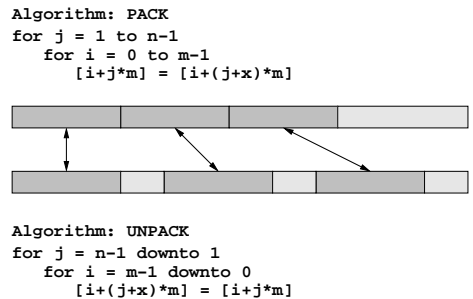 Algorithm: PACK
for j = 1 to n-1
for i = 0 to m-1
[i+j*m] = [i+(j+x)*m]
Algorithm: UNPACK
for j = n-1 downto 1
for i = m-1 downto 0
[i+(j+x)*m] = [i+j*m]